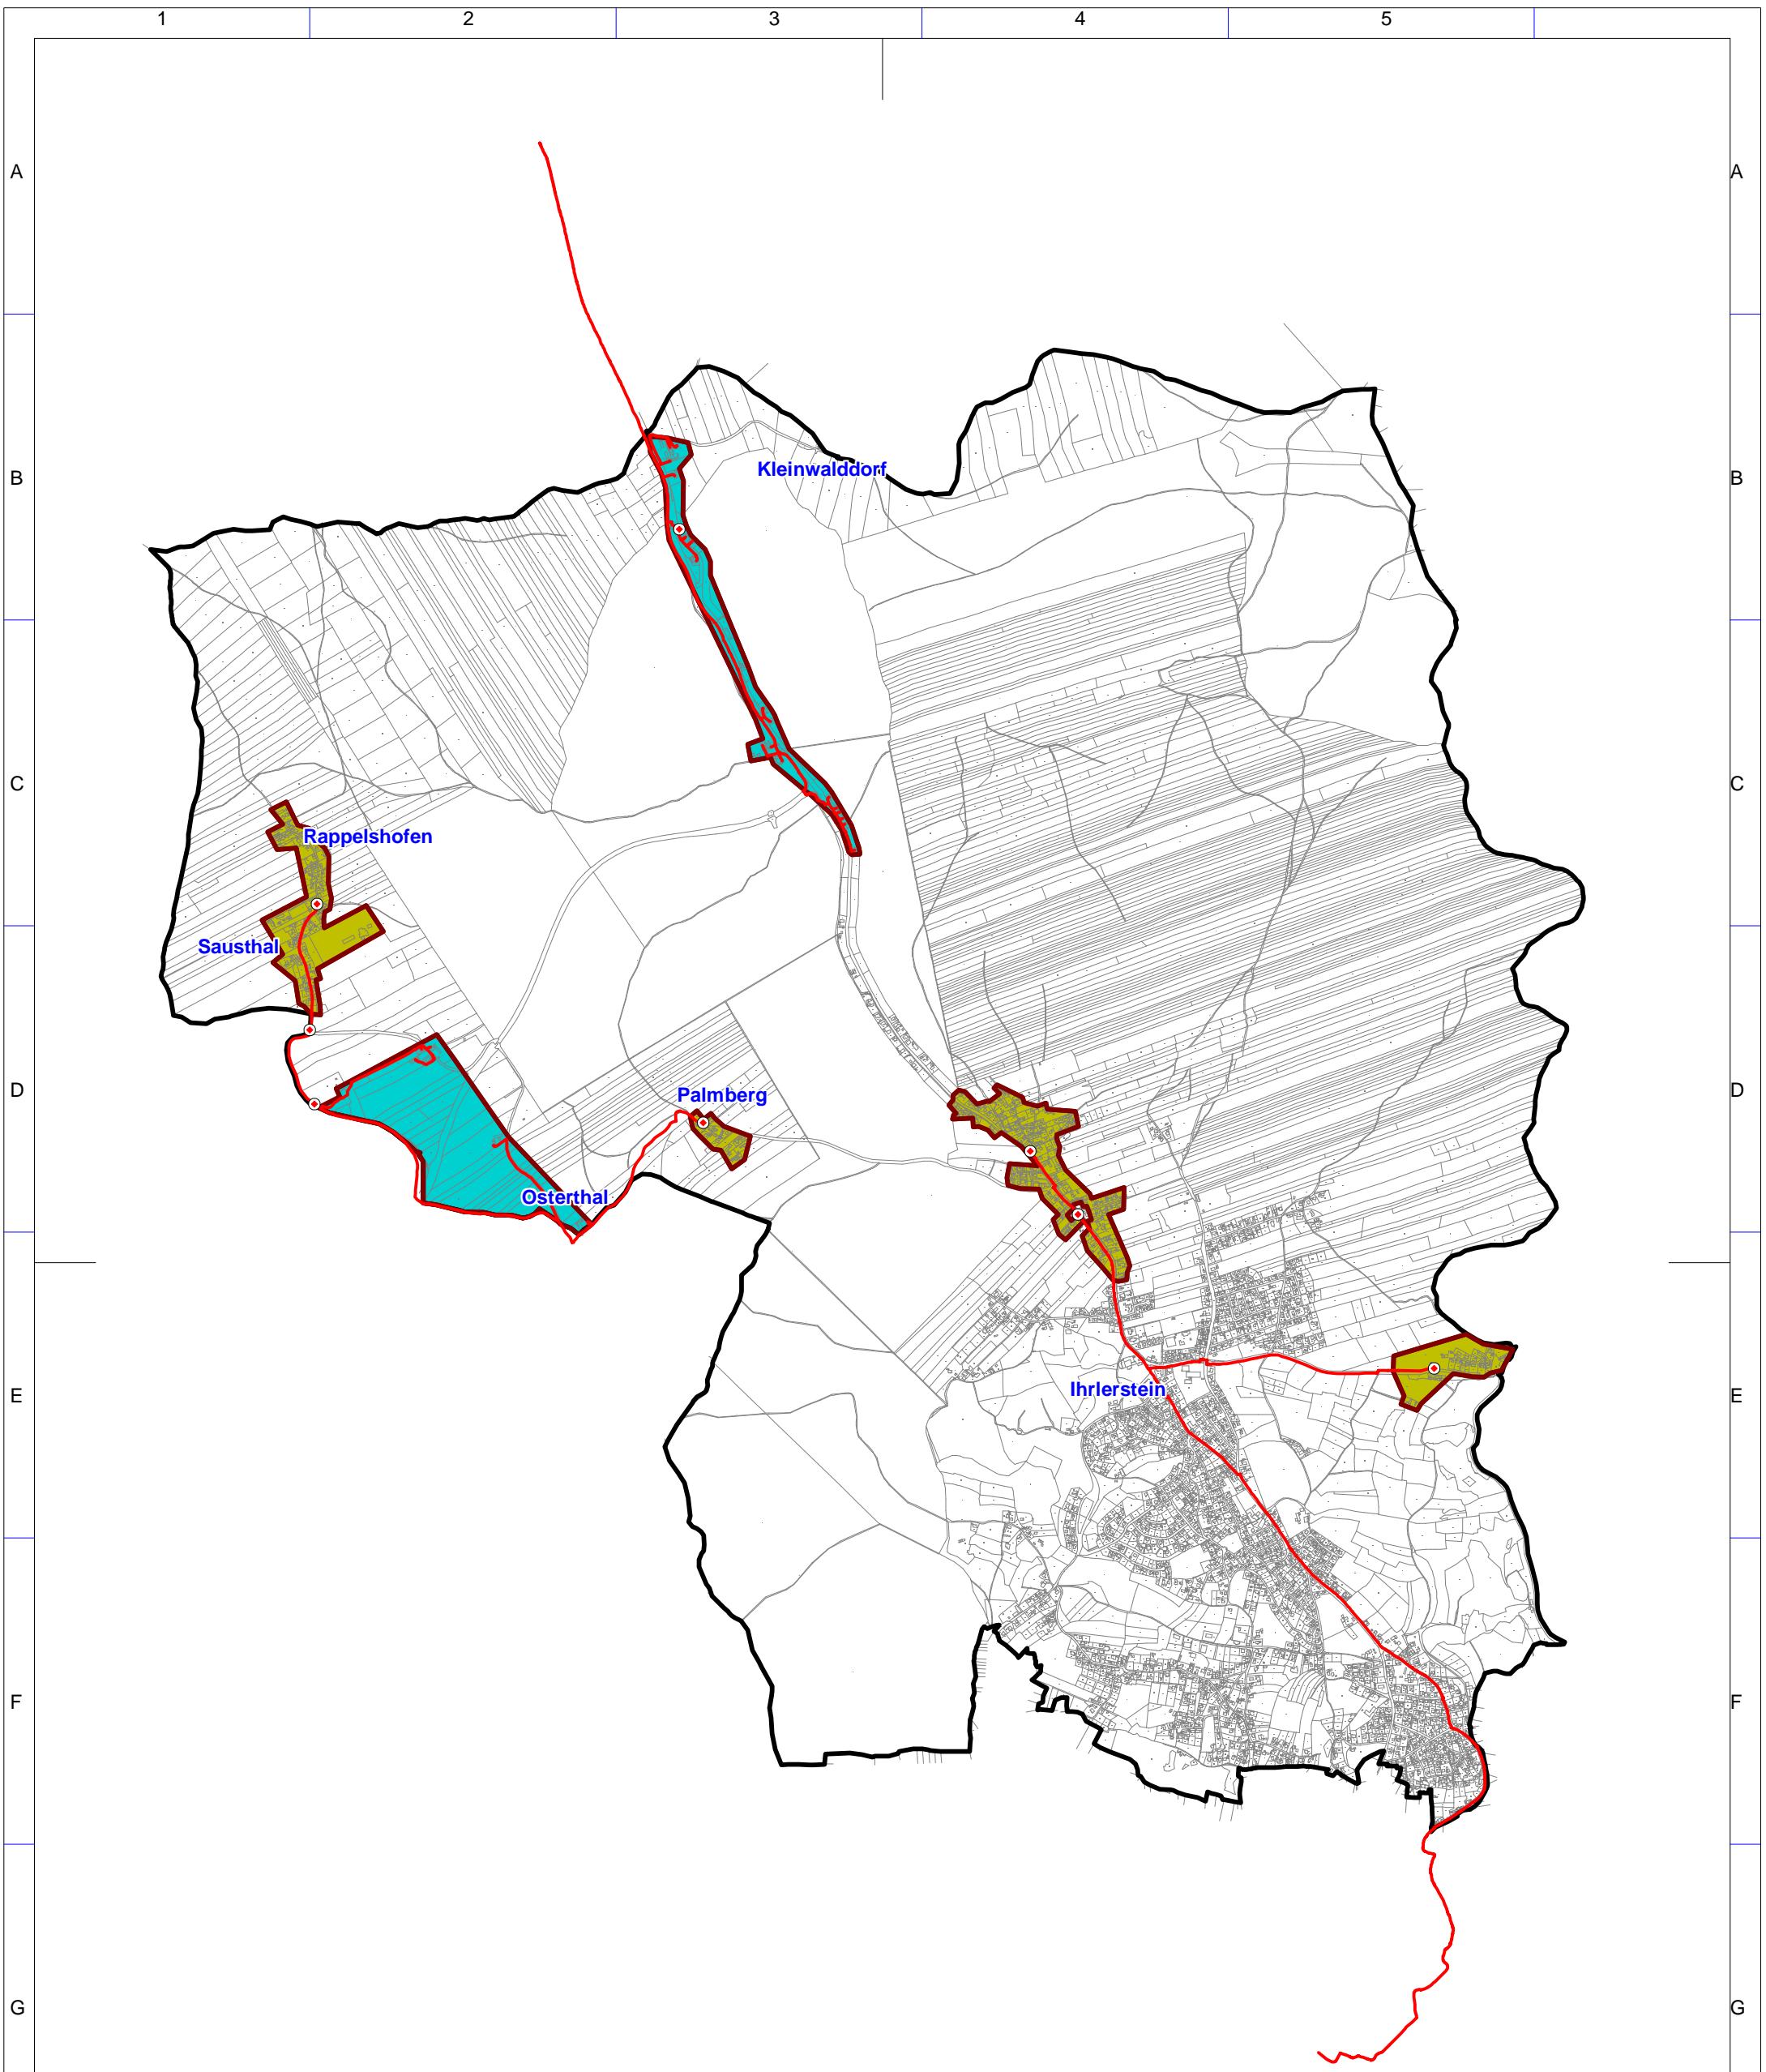 1 2 3 4 5
A A
B B
Kleinwalddorf
C C
Rappelshofen
Sausthal
D D
Palmberg
Osterthal
E E
Ihrlerstein
F F
G G